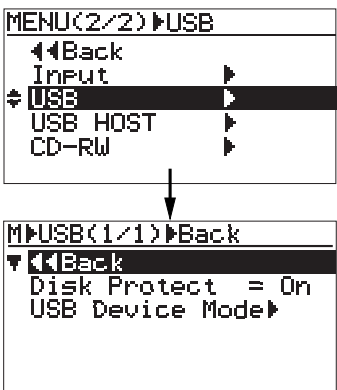 MENU(2/2)▶USB
◀◀Back
Input ▶
USB ▶
USB HOST ▶
CD-RW ▶
M▶USB(1/1)▶Back
◀◀Back
Disk Protect = On
USB Device Mode▶